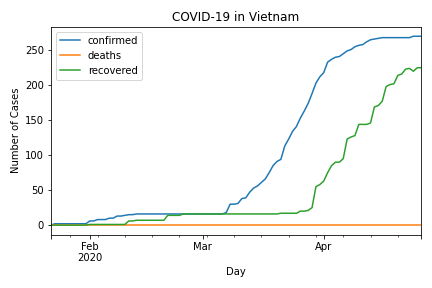 COVID-19 in Vietnam
confirmed
deaths
recovered
Number of Cases
250
200
150
100
50
0
Feb
2020
Mar
Apr
Day